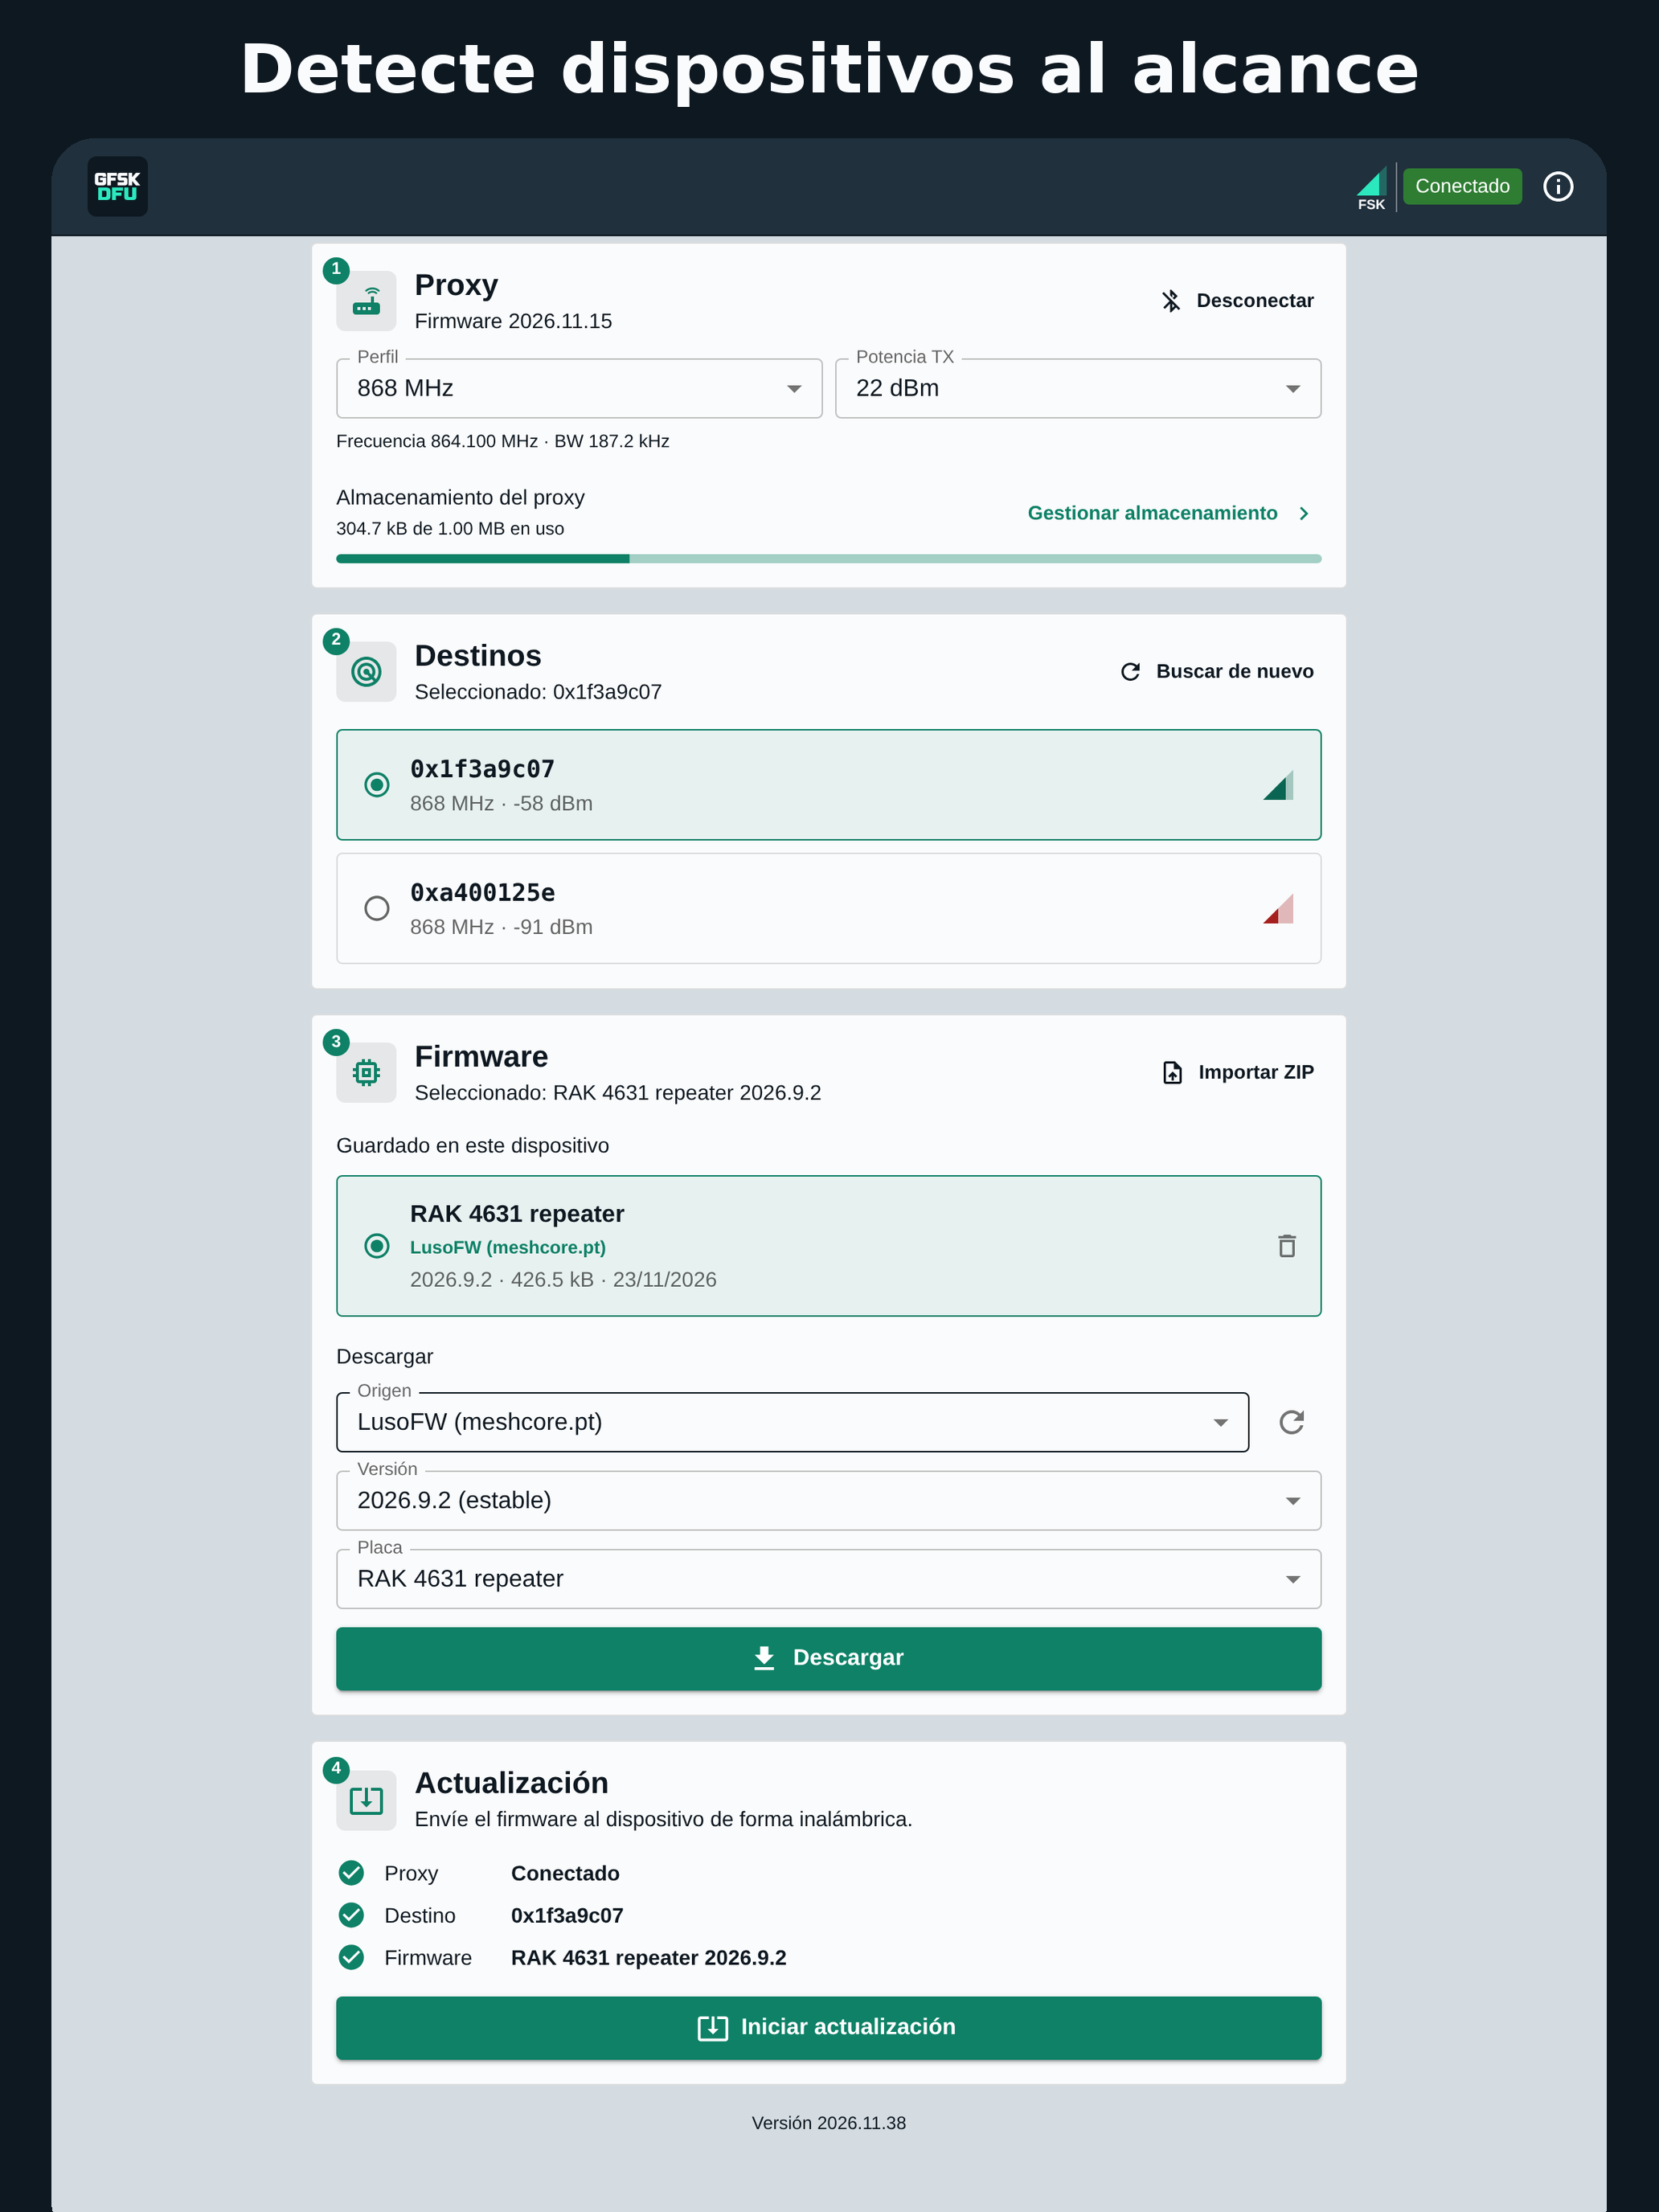 Detecte dispositivos al alcance
GFSK
DFU
FSK
Conectado
1
Proxy
Firmware 2026.11.15
Desconectar
Perfil
868 MHz
Potencia TX
22 dBm
Frecuencia 864.100 MHz · BW 187.2 kHz
Almacenamiento del proxy
304.7 kB de 1.00 MB en uso
Gestionar almacenamiento
2
Destinos
Seleccionado: 0x1f3a9c07
Buscar de nuevo
0x1f3a9c07
868 MHz · -58 dBm
0xa400125e
868 MHz · -91 dBm
3
Firmware
Seleccionado: RAK 4631 repeater 2026.9.2
Importar ZIP
Guardado en este dispositivo
RAK 4631 repeater
LusoFW (meshcore.pt)
2026.9.2 · 426.5 kB · 23/11/2026
Descargar
Origen
LusoFW (meshcore.pt)
Versión
2026.9.2 (estable)
Placa
RAK 4631 repeater
Descargar
4
Actualización
Envíe el firmware al dispositivo de forma inalámbrica.
Proxy Conectado
Destino 0x1f3a9c07
Firmware RAK 4631 repeater 2026.9.2
Iniciar actualización
Versión 2026.11.38